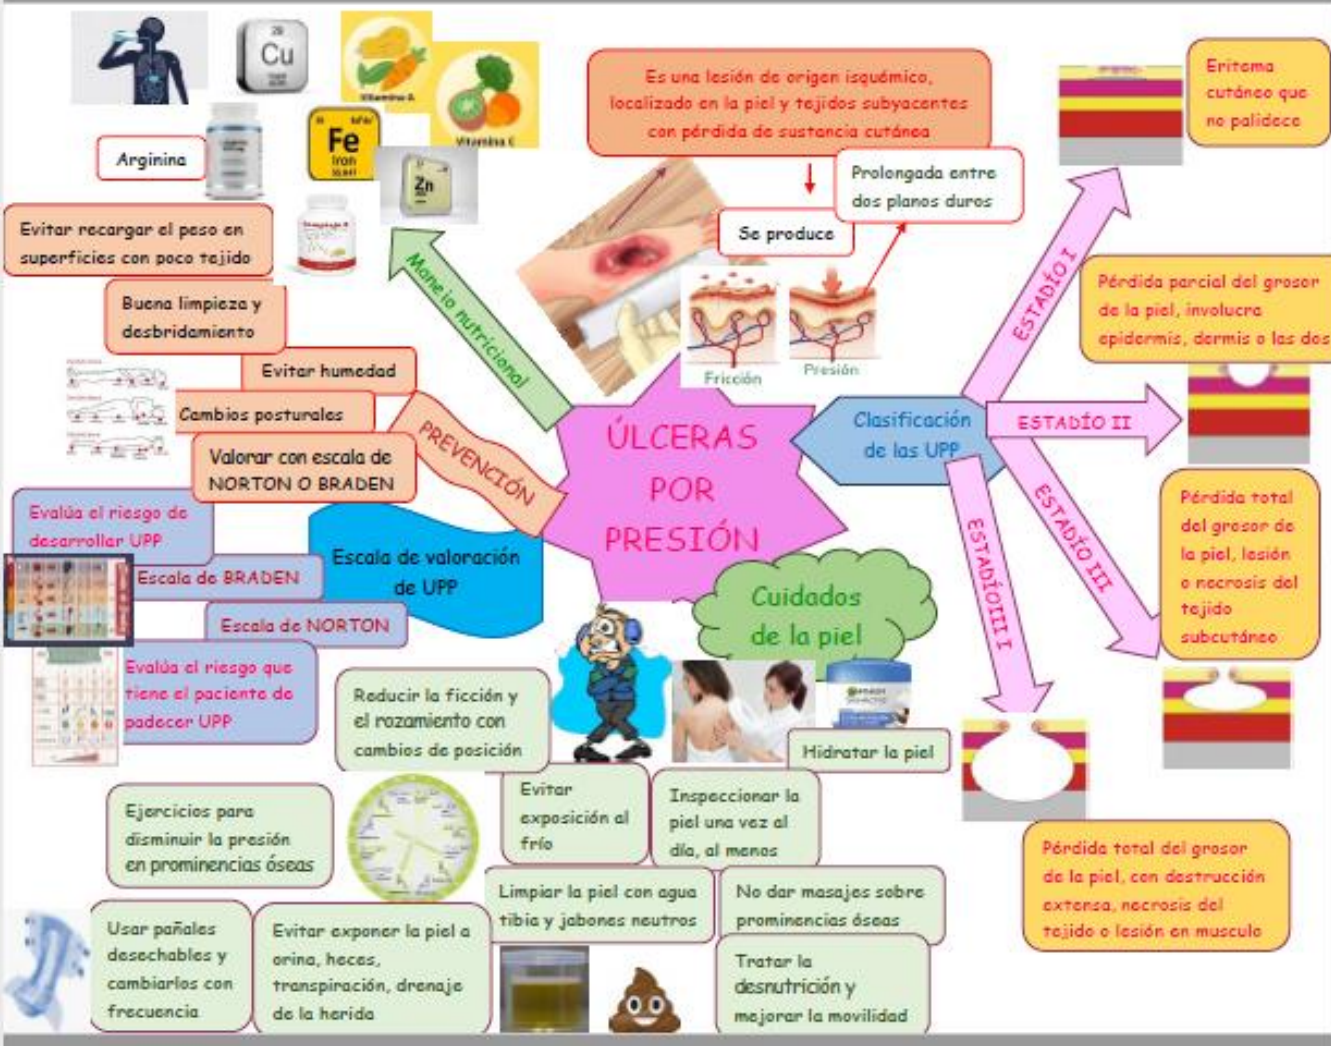 ÚLCERAS
POR
PRESIÓN
Es una lesión de origen isquémico,
localizado en la piel y tejidos subyacentes
con pérdida de sustancia cutánea
Se produce
Prolongada entre
dos planos duros
Fricción
Presión
Clasificación
de las UPP
ESTADÍO I
Eritema
cutáneo que
no palidece
ESTADÍO II
Pérdida parcial del grosor
de la piel, involucra
epidermis, dermis o las dos
ESTADÍO III
Pérdida total
del grosor de
la piel, lesión
o necrosis del
tejido
subcutáneo
ESTADÍOIII I
Pérdida total del grosor
de la piel, con destrucción
extensa, necrosis del
tejido o lesión en musculo
Manejo nutricional
29
Cu
Vitamina A
Vitamina C
Fe
Iron
Zn
Arginina
PREVENCIÓN
Evitar recargar el peso en
superficies con poco tejido
Buena limpieza y
desbridamiento
Evitar humedad
Cambios posturales
Valorar con escala de
NORTON O BRADEN
Escala de valoración
de UPP
Evalúa el riesgo de
desarrollar UPP
Escala de BRADEN
Escala de NORTON
Evalúa el riesgo que
tiene el paciente de
padecer UPP
Cuidados
de la piel
GARNIER
Hidratar la piel
Reducir la ficción y
el rozamiento con
cambios de posición
Evitar
exposición al
frío
Inspeccionar la
piel una vez al
día, al menos
Ejercicios para
disminuir la presión
en prominencias óseas
Limpiar la piel con agua
tibia y jabones neutros
No dar masajes sobre
prominencias óseas
Usar pañales
desechables y
cambiarlos con
frecuencia
Evitar exponer la piel a
orina, heces,
transpiración, drenaje
de la herida
Tratar la
desnutrición y
mejorar la movilidad